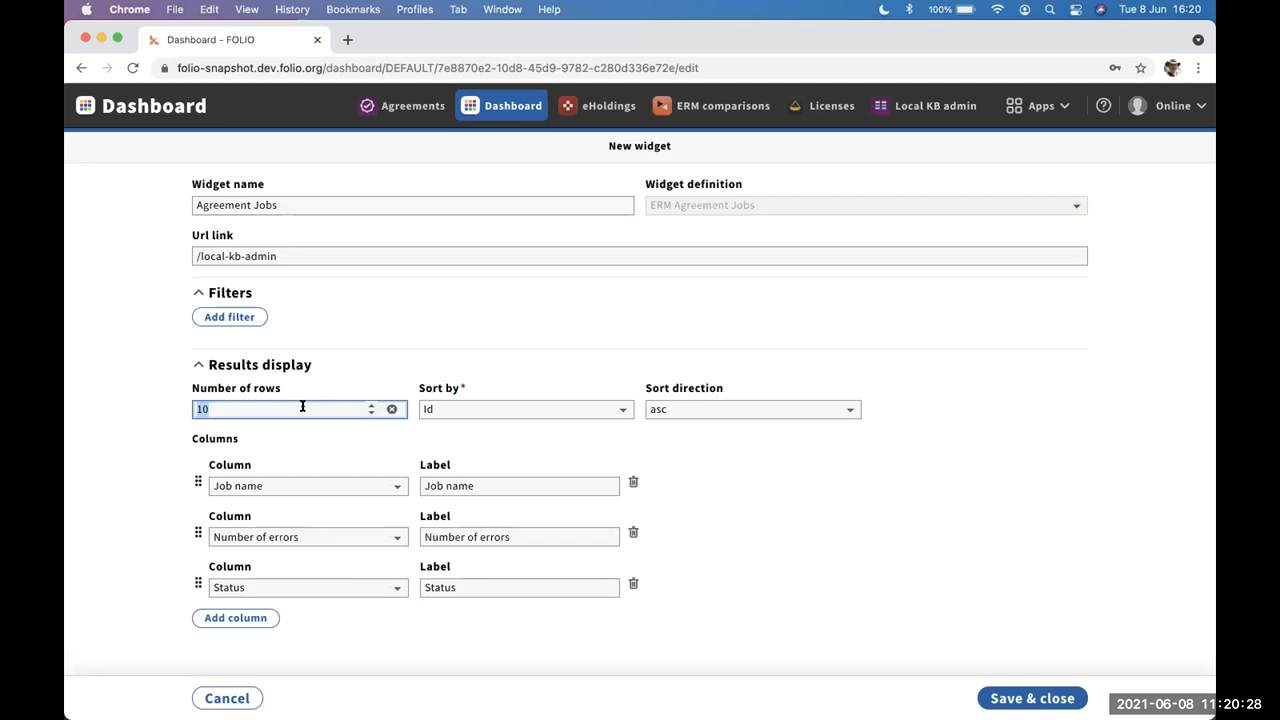 Chrome File Edit View History Bookmarks Profiles Tab Window Help 100% Tue 8 Jun 16:20
Dashboard - FOLIO
folio-snapshot.dev.folio.org/dashboard/DEFAULT/7e8870e2-10d8-45d9-9782-c280d336e72e/edit
Dashboard Agreements Dashboard eHoldings ERM comparisons Licenses Local KB admin Apps Online
New widget
Widget name Widget definition
Agreement Jobs ERM Agreement Jobs
Url link
/local-kb-admin
Filters
Add filter
Results display
Number of rows Sort by* Sort direction
10 Id asc
Columns
Column Label
Job name Job name
Column Label
Number of errors Number of errors
Column Label
Status Status
Add column
Cancel Save & close
2021-06-08 11:20:28